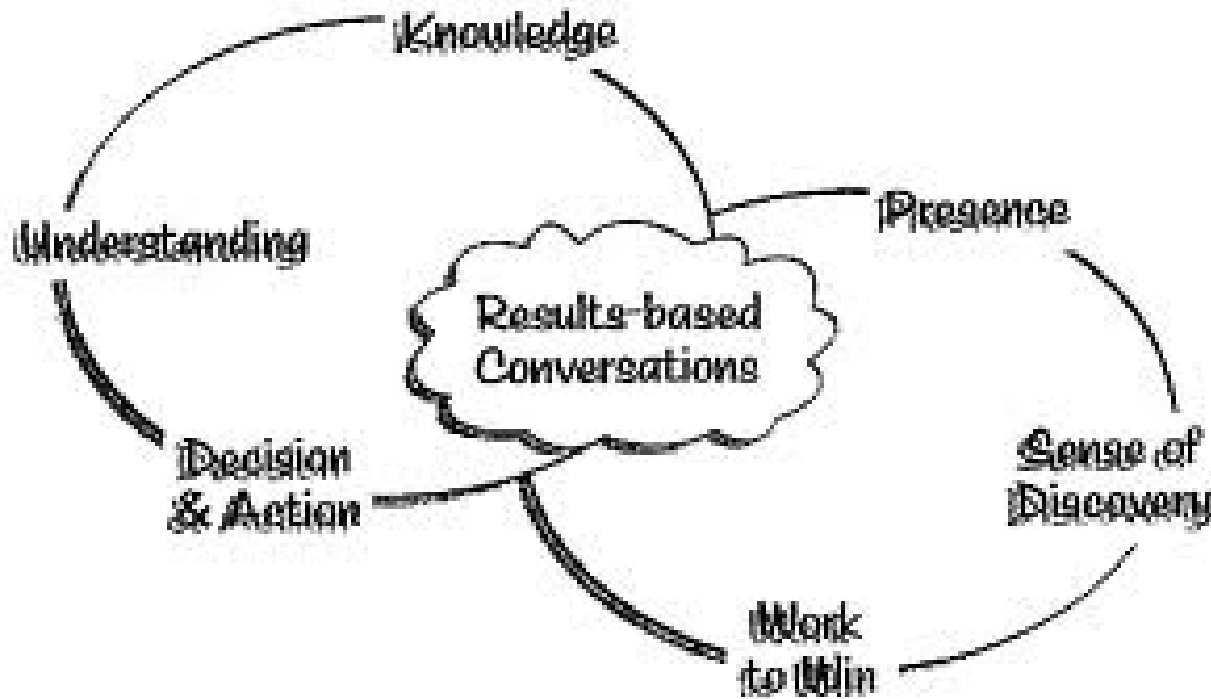 Knowledge
Presence
Understanding
Results-based
Conversations
Decision
& Action
Sense of
Discovery
Work
to Win